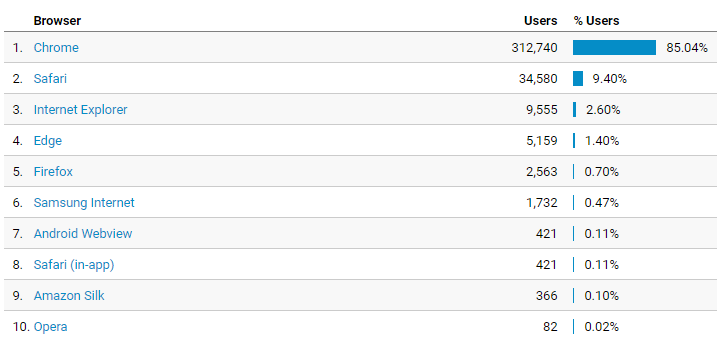 Browser Users % Users
1. Chrome 312,740 85.04%
2. Safari 34,580 9.40%
3. Internet Explorer 9,555 2.60%
4. Edge 5,159 1.40%
5. Firefox 2,563 0.70%
6. Samsung Internet 1,732 0.47%
7. Android Webview 421 0.11%
8. Safari (in-app) 421 0.11%
9. Amazon Silk 366 0.10%
10. Opera 82 0.02%